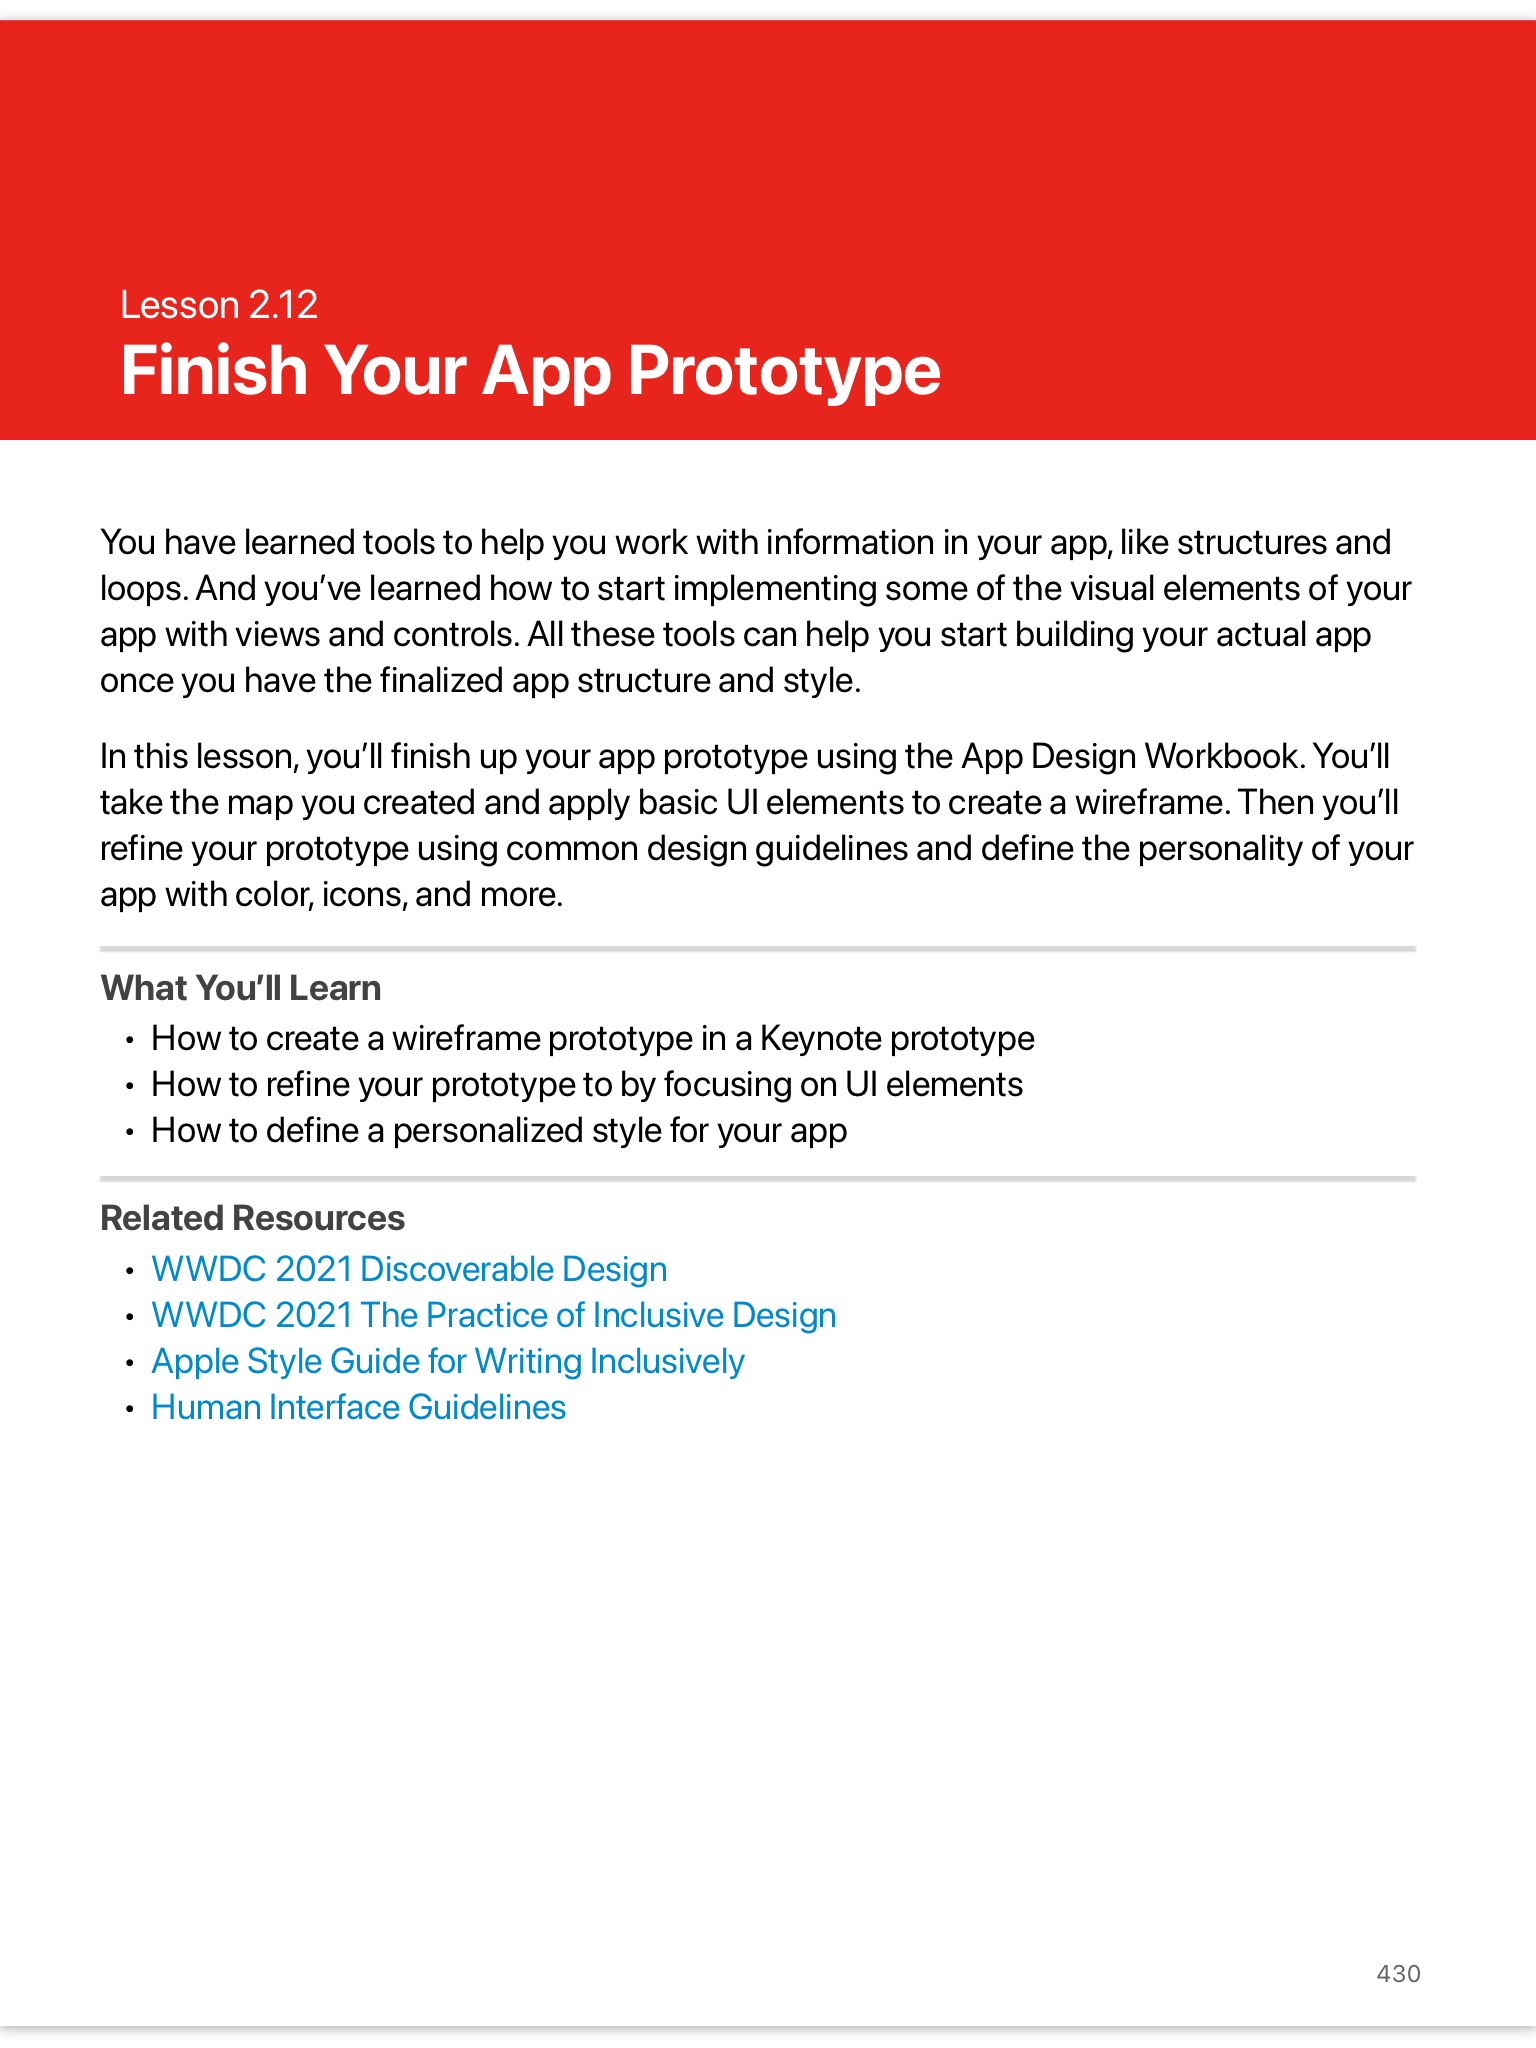 Lesson 2.12
Finish Your App Prototype
You have learned tools to help you work with information in your app, like structures and
loops. And you’ve learned how to start implementing some of the visual elements of your
app with views and controls. All these tools can help you start building your actual app
once you have the finalized app structure and style.
In this lesson, you’ll finish up your app prototype using the App Design Workbook. You’ll
take the map you created and apply basic UI elements to create a wireframe. Then you’ll
refine your prototype using common design guidelines and define the personality of your
app with color, icons, and more.
What You’ll Learn
• How to create a wireframe prototype in a Keynote prototype
• How to refine your prototype to by focusing on UI elements
• How to define a personalized style for your app
Related Resources
• WWDC 2021 Discoverable Design
• WWDC 2021 The Practice of Inclusive Design
• Apple Style Guide for Writing Inclusively
• Human Interface Guidelines
430